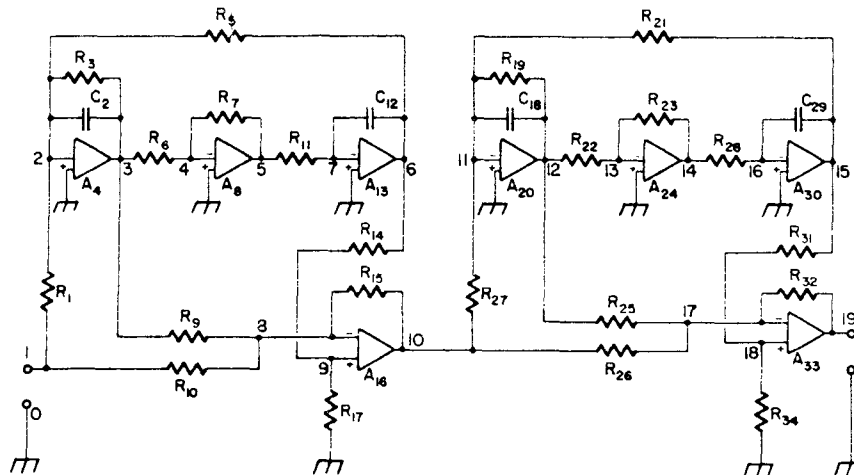 R5 R21
R3 R19
C2 R7 C12 C18 R23 C29
2 3 R6 4 5 R11 7 6 11 12 R22 13 14 R28 16 15
A4 A8 A13 A20 A24 A30
R14 R31
R1 R15 R27 R32
R9 8 10 R25 17 19
1 R10 9 A16 R26 18 A33
0 R17 R34